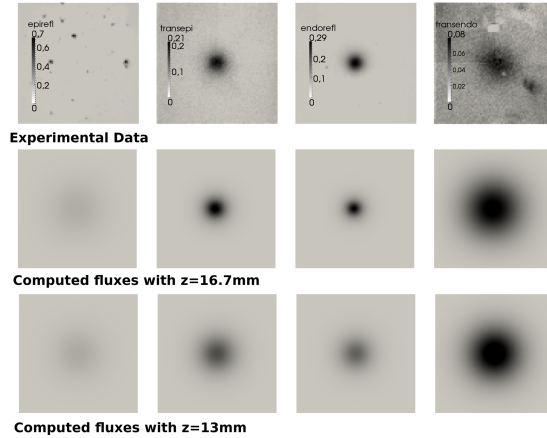 epirefl
0,7
0,6
0,4
0,2
0
transepi
0,21
0,2
0,1
0
endorefl
0,29
0,2
0,1
0
transendo
0,08
0,06
0,04
0,02
0
Experimental Data
Computed fluxes with z=16.7mm
Computed fluxes with z=13mm